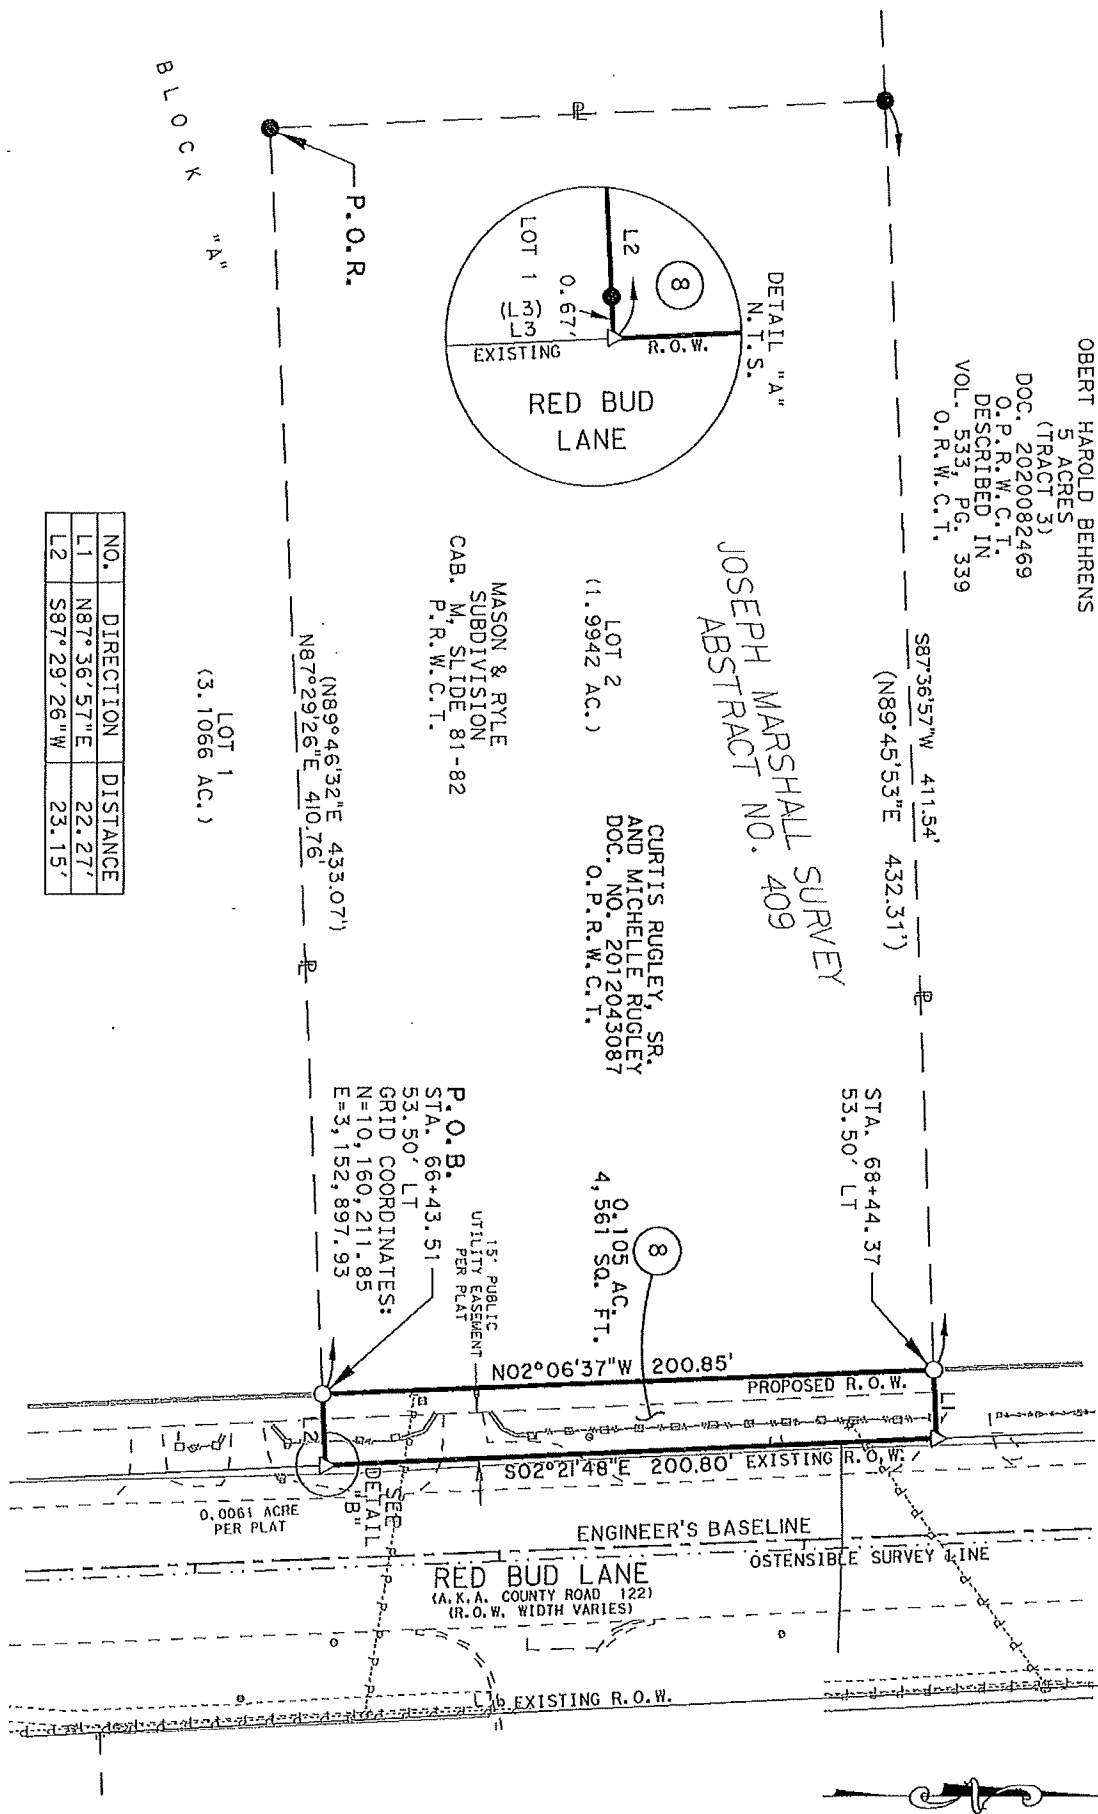 OBERT HAROLD BEHRENS
5 ACRES
(TRACT 3)
DOC. 2020082469
O.P.R.W.C.T.
DESCRIBED IN
VOL. 533, PG. 339
O.R.W.C.T.
S87°36'57"W 411.54'
(N89°45'53"E 432.31')
STA. 68+44.37
53.50' LT
P.O.R.
BLOCK "A"
DETAIL "A"
N.T.S.
8
L2
LOT 1
0.67'
(L3)
L3
EXISTING
R.O.W.
RED BUD
LANE
JOSEPH MARSHALL SURVEY
ABSTRACT NO. 409
LOT 2
(1.9942 AC.)
MASON & RYLE
SUBDIVISION
CAB. M, SLIDE 81-82
P.R.W.C.T.
CURTIS RUGLEY, SR.
AND MICHELLE RUGLEY
DOC. NO. 2012043087
O.P.R.W.C.T.
8
0.105 AC.
4,561 SQ. FT.
(N89°46'32"E 433.07')
N87°29'26"E 410.76'
LOT 1
(3.1066 AC.)
NO. DIRECTION DISTANCE
L1 N87°36'57"E 22.27'
L2 S87°29'26"W 23.15'
P.O.B.
STA. 66+43.51
53.50' LT
GRID COORDINATES:
N=10,160,211.85
E=3,152,897.93
15' PUBLIC
UTILITY EASEMENT
PER PLAT
N02°06'37"W 200.85'
PROPOSED R.O.W.
L1
L2
S02°21'48"E 200.80' EXISTING R.O.W.
SEE
DETAIL
"B"
0.0061 ACRE
PER PLAT
ENGINEER'S BASELINE
OSTENSIBLE SURVEY LINE
RED BUD LANE
(A.K.A. COUNTY ROAD 122)
(R.O.W. WIDTH VARIES)
EXISTING R.O.W.